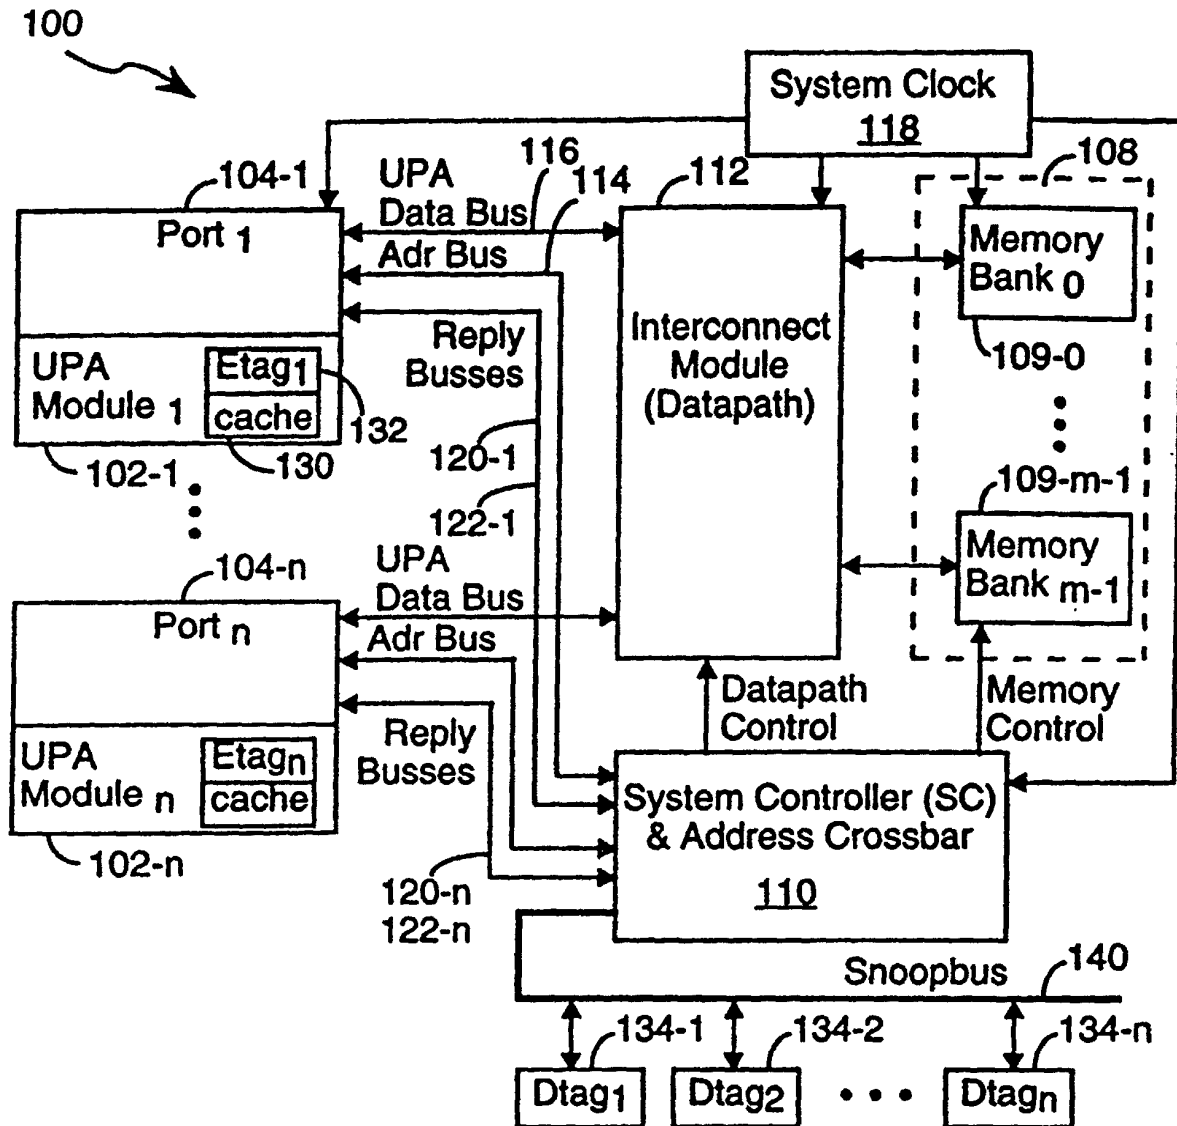 100
System Clock
118
116
114
112
108
104-1
UPA
Data Bus
Adr Bus
Port 1
Memory
Bank 0
109-0
Interconnect
Module
(Datapath)
Reply
Busses
UPA
Module 1
Etag1
cache
132
130
102-1
120-1
122-1
109-m-1
Memory
Bank m-1
104-n
UPA
Data Bus
Adr Bus
Port n
Datapath
Control
Memory
Control
Reply
Busses
UPA
Module n
Etagn
cache
102-n
System Controller (SC)
& Address Crossbar
110
120-n
122-n
Snoopbus
140
134-1
134-2
134-n
Dtag1
Dtag2
Dtagn